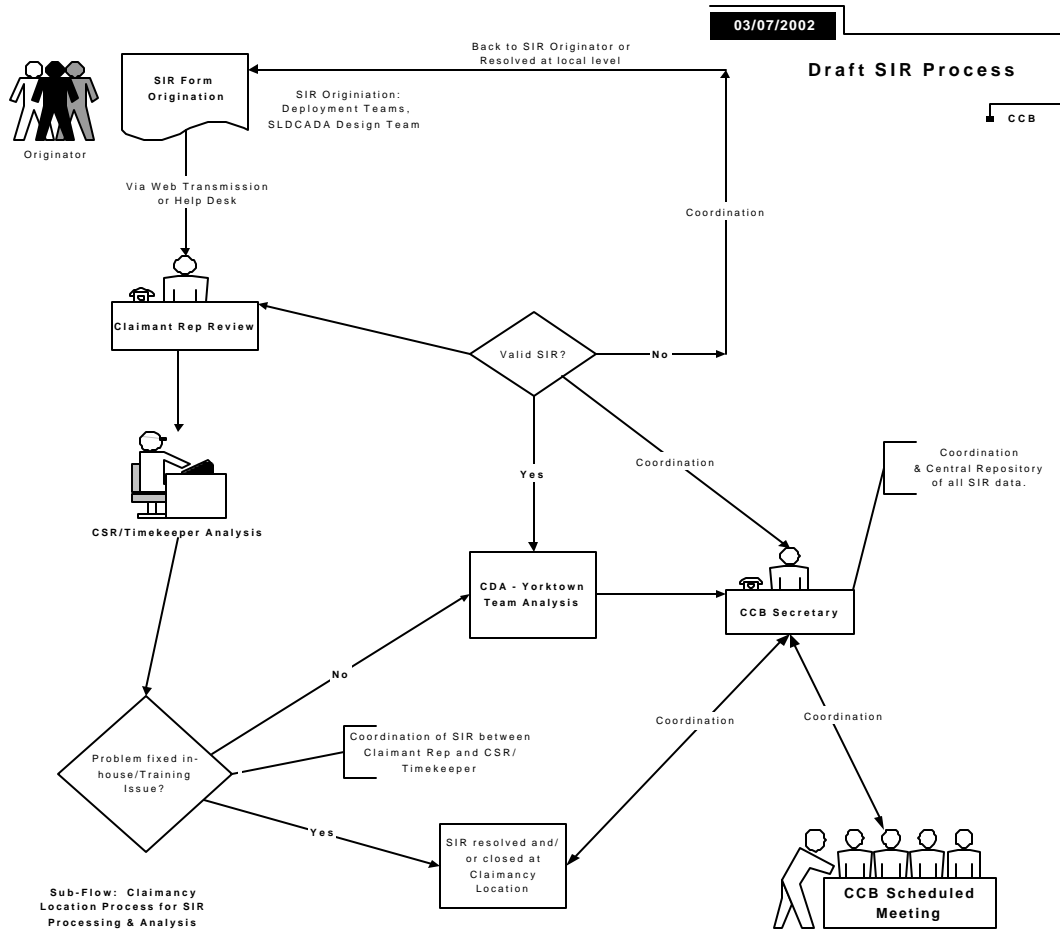 03/07/2002
Draft SIR Process
CCB
Back to SIR Originator or
Resolved at local level
SIR Form
Origination
SIR Originiation:
Deployment Teams,
SLDCADA Design Team
Originator
Via Web Transmission
or Help Desk
Coordination
Claimant Rep Review
Valid SIR?
No
Yes
Coordination
Coordination
& Central Repository
of all SIR data.
CSR/Timekeeper Analysis
CDA - Yorktown
Team Analysis
CCB Secretary
No
Coordination
Coordination
Coordination of SIR between
Claimant Rep and CSR/
Timekeeper
Problem fixed in-
house/Training
Issue?
Yes
SIR resolved and/
or closed at
Claimancy
Location
CCB Scheduled
Meeting
Sub-Flow: Claimancy
Location Process for SIR
Processing & Analysis